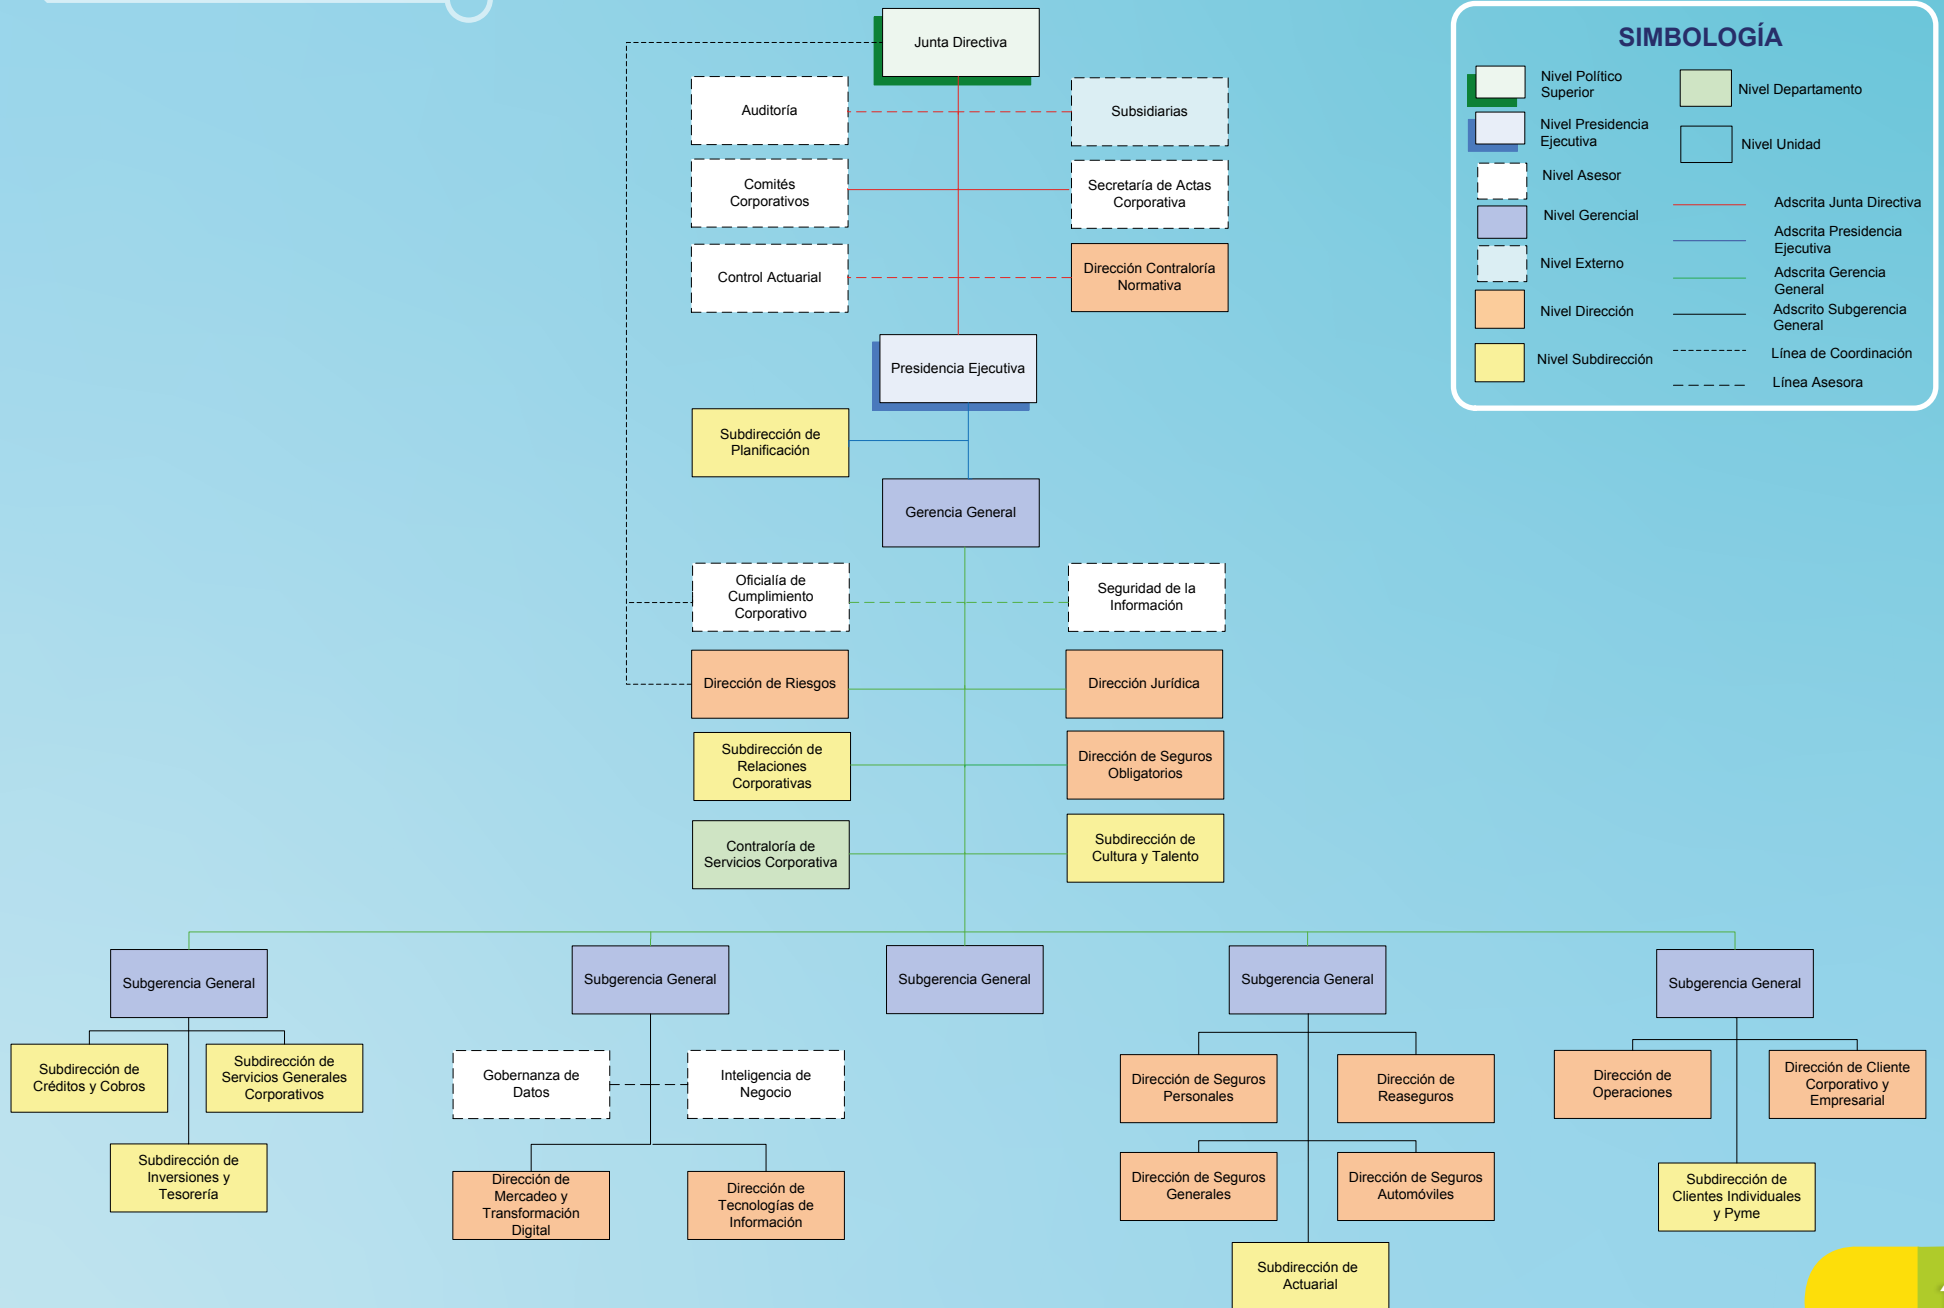 Junta Directiva
Auditoría
Subsidiarias
Comités
Corporativos
Secretaría de Actas
Corporativa
Control Actuarial
Dirección Contraloría
Normativa
Presidencia Ejecutiva
Subdirección de
Planificación
Gerencia General
Oficialía de
Cumplimiento
Corporativo
Seguridad de la
Información
Dirección de Riesgos
Dirección Jurídica
Subdirección de
Relaciones
Corporativas
Dirección de Seguros
Obligatorios
Contraloría de
Servicios Corporativa
Subdirección de
Cultura y Talento
Subgerencia General
Subgerencia General
Subgerencia General
Subgerencia General
Subgerencia General
Subdirección de
Créditos y Cobros
Subdirección de
Servicios Generales
Corporativos
Subdirección de
Inversiones y
Tesorería
Gobernanza de
Datos
Inteligencia de
Negocio
Dirección de
Mercadeo y
Transformación
Digital
Dirección de
Tecnologías de
Información
Dirección de Seguros
Personales
Dirección de
Reaseguros
Dirección de Seguros
Generales
Dirección de Seguros
Automóviles
Subdirección de
Actuarial
Dirección de
Operaciones
Dirección de Cliente
Corporativo y
Empresarial
Subdirección de
Clientes Individuales
y Pyme
SIMBOLOGÍA
Nivel Político
Superior
Nivel Presidencia
Ejecutiva
Nivel Asesor
Nivel Gerencial
Nivel Externo
Nivel Dirección
Nivel Subdirección
Nivel Departamento
Nivel Unidad
Adscrita Junta Directiva
Adscrita Presidencia
Ejecutiva
Adscrita Gerencia
General
Adscrito Subgerencia
General
Línea de Coordinación
Línea Asesora